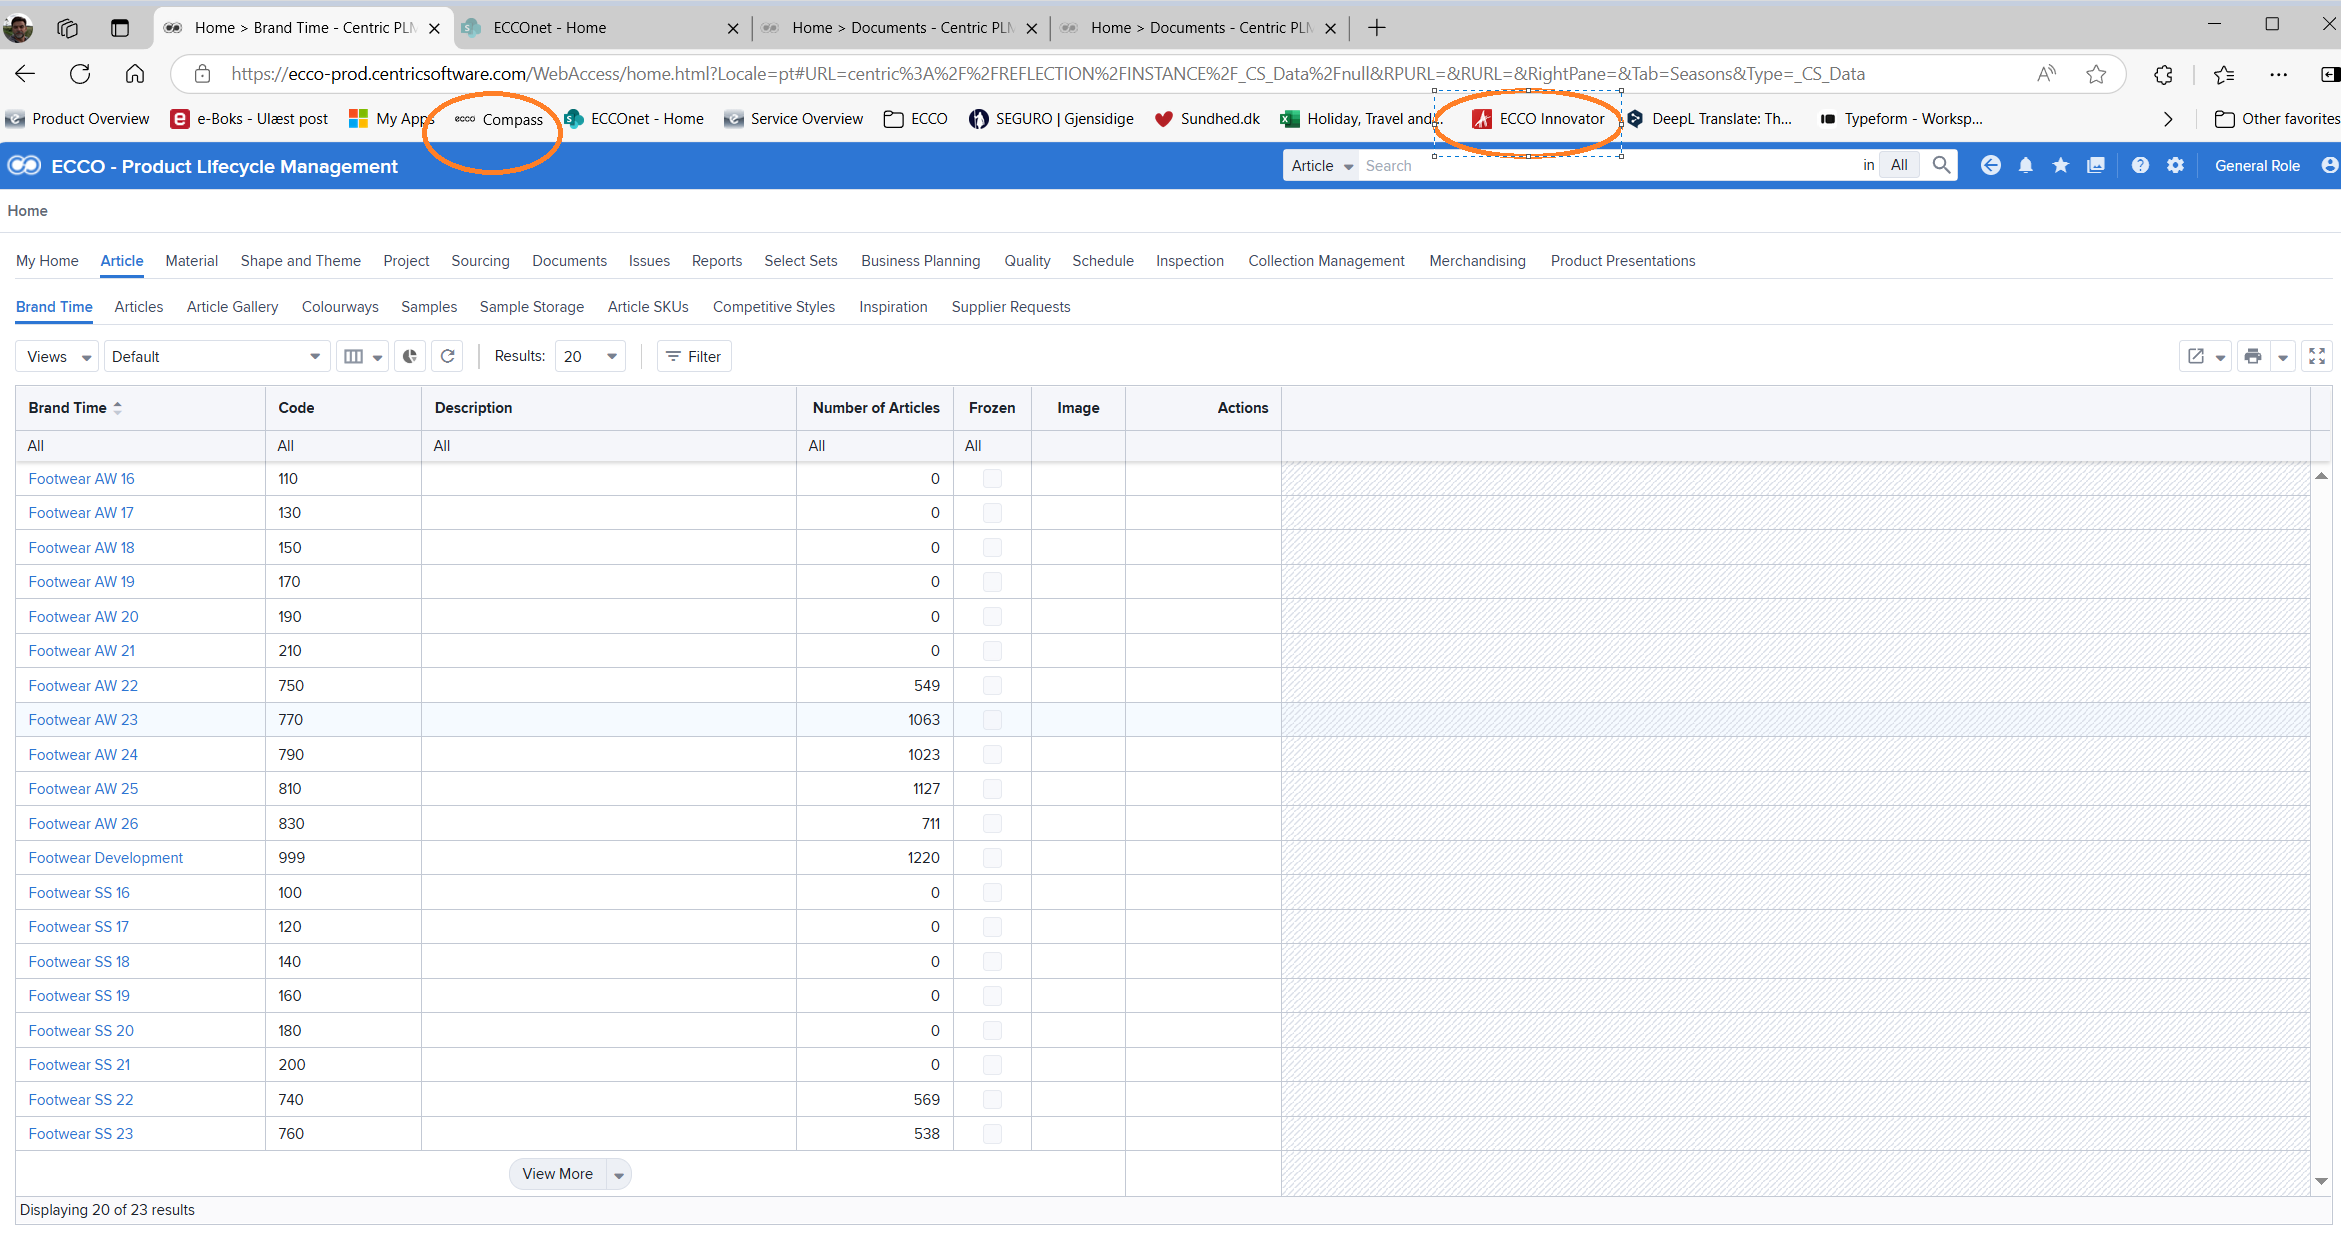 Home > Brand Time - Centric PLM
ECCOnet - Home
Home > Documents - Centric PLM
Home > Documents - Centric PLM
https://ecco-prod.centricsoftware.com/WebAccess/home.html?Locale=pt#URL=centric%3A%2F%2FREFLECTION%2FINSTANCE%2F_CS_Data%2Fnull&RPURL=&RURL=&RightPane=&Tab=Seasons&Type=_CS_Data
Product Overview e-Boks - Ulæst post My Apps ecco Compass ECCOnet - Home Service Overview ECCO SEGURO | Gjensidige Sundhed.dk Holiday, Travel and... ECCO Innovator DeepL Translate: Th... Typeform - Worksp... Other favorites
ECCO - Product Lifecycle Management
Article Search in All General Role
Home
My Home Article Material Shape and Theme Project Sourcing Documents Issues Reports Select Sets Business Planning Quality Schedule Inspection Collection Management Merchandising Product Presentations
Brand Time Articles Article Gallery Colourways Samples Sample Storage Article SKUs Competitive Styles Inspiration Supplier Requests
Views Default Results: 20 Filter
Brand Time Code Description Number of Articles Frozen Image Actions
All All All All All
Footwear AW 16 110 0
Footwear AW 17 130 0
Footwear AW 18 150 0
Footwear AW 19 170 0
Footwear AW 20 190 0
Footwear AW 21 210 0
Footwear AW 22 750 549
Footwear AW 23 770 1063
Footwear AW 24 790 1023
Footwear AW 25 810 1127
Footwear AW 26 830 711
Footwear Development 999 1220
Footwear SS 16 100 0
Footwear SS 17 120 0
Footwear SS 18 140 0
Footwear SS 19 160 0
Footwear SS 20 180 0
Footwear SS 21 200 0
Footwear SS 22 740 569
Footwear SS 23 760 538
View More
Displaying 20 of 23 results